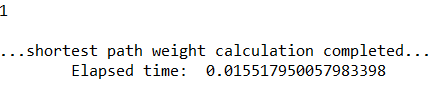 1
...shortest path weight calculation completed...
Elapsed time:  0.015517950057983398